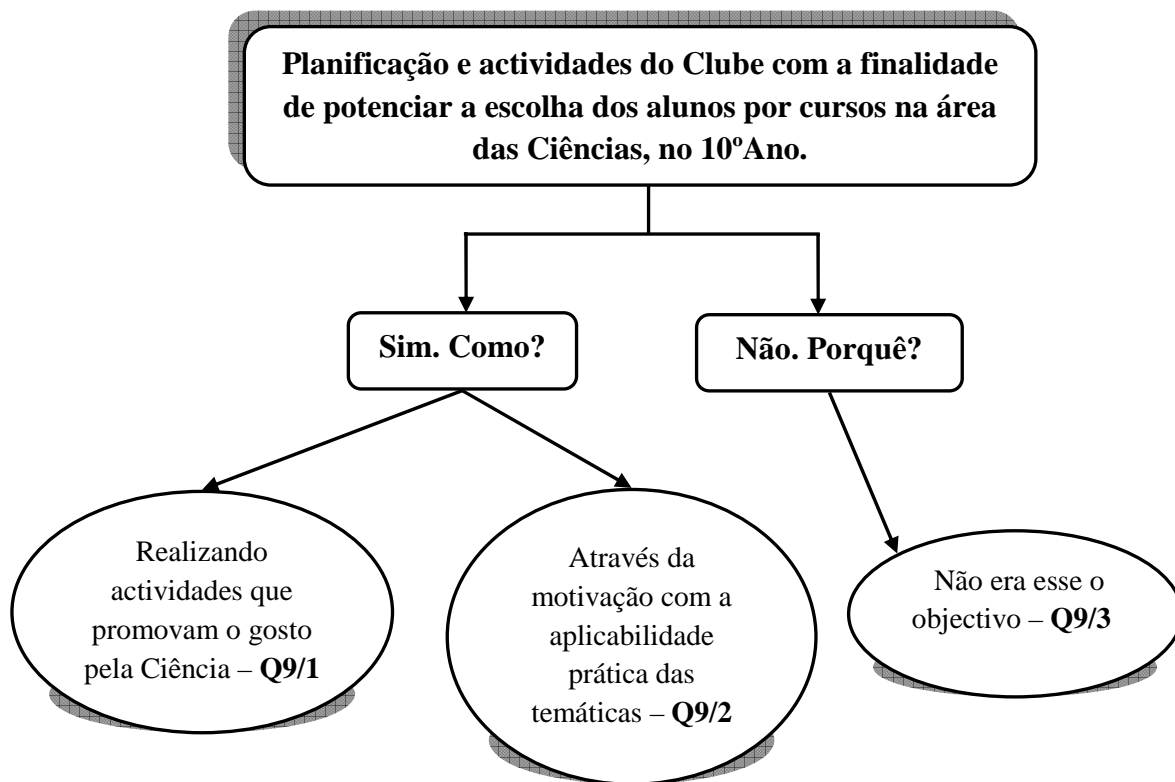 Planificação e actividades do Clube com a finalidade
de potenciar a escolha dos alunos por cursos na área
das Ciências, no 10ºAno.
Sim. Como?
Não. Porquê?
Realizando
actividades que
promovam o gosto
pela Ciência – Q9/1
Através da
motivação com a
aplicabilidade
prática das
temáticas – Q9/2
Não era esse o
objectivo – Q9/3